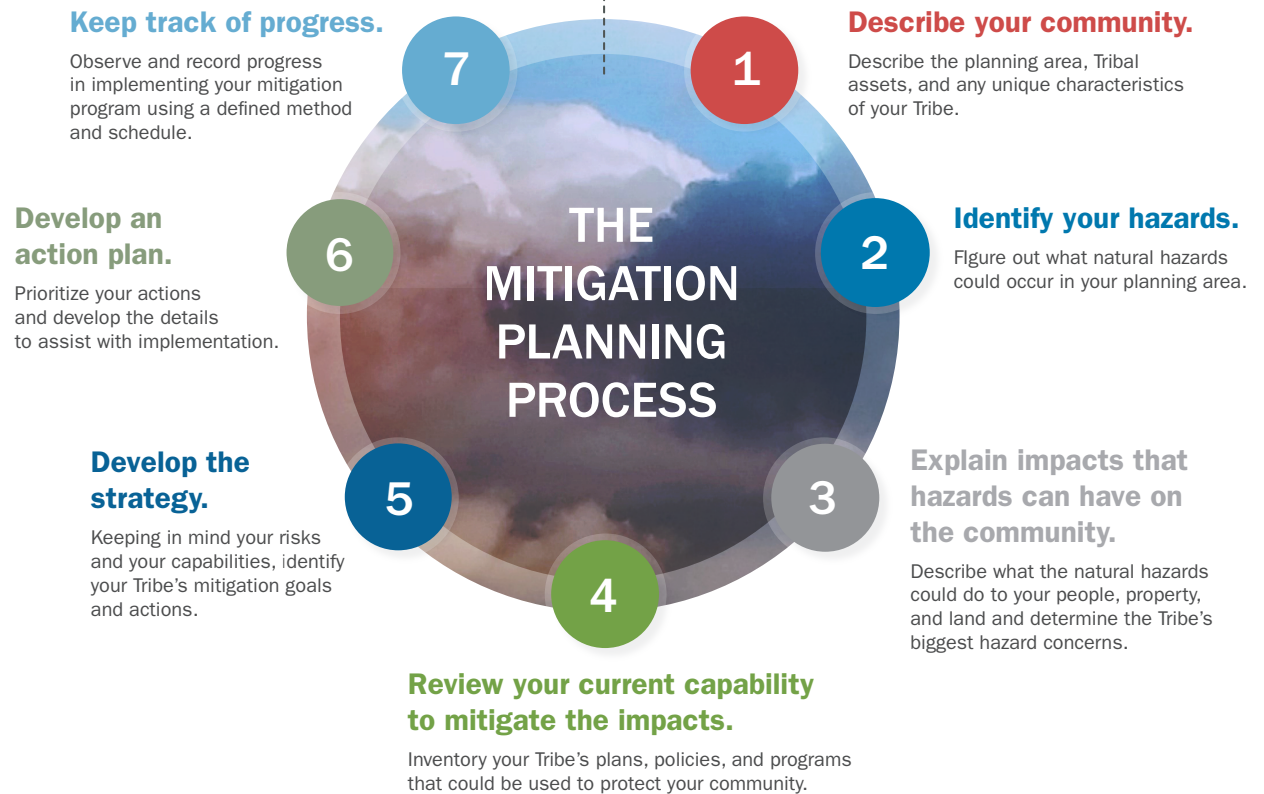 THE
MITIGATION
PLANNING
PROCESS
1
Describe your community.
Describe the planning area, Tribal
assets, and any unique characteristics
of your Tribe.
2
Identify your hazards.
FIgure out what natural hazards
could occur in your planning area.
3
Explain impacts that
hazards can have on
the community.
Describe what the natural hazards
could do to your people, property,
and land and determine the Tribe’s
biggest hazard concerns.
4
Review your current capability
to mitigate the impacts.
Inventory your Tribe’s plans, policies, and programs
that could be used to protect your community.
5
Develop the
strategy.
Keeping in mind your risks
and your capabilities, identify
your Tribe’s mitigation goals
and actions.
6
Develop an
action plan.
Prioritize your actions
and develop the details
to assist with implementation.
7
Keep track of progress.
Observe and record progress
in implementing your mitigation
program using a defined method
and schedule.